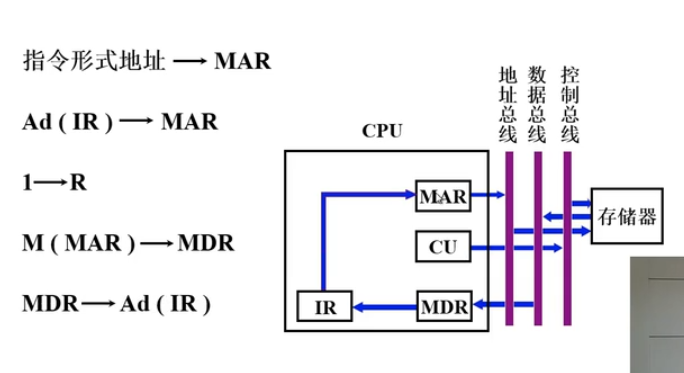 指令形式地址 → MAR
Ad ( IR ) → MAR
1→R
M ( MAR )→MDR
MDR→ Ad ( IR )
CPU
地址总线
数据总线
控制总线
MAR
CU
IR
MDR
存储器